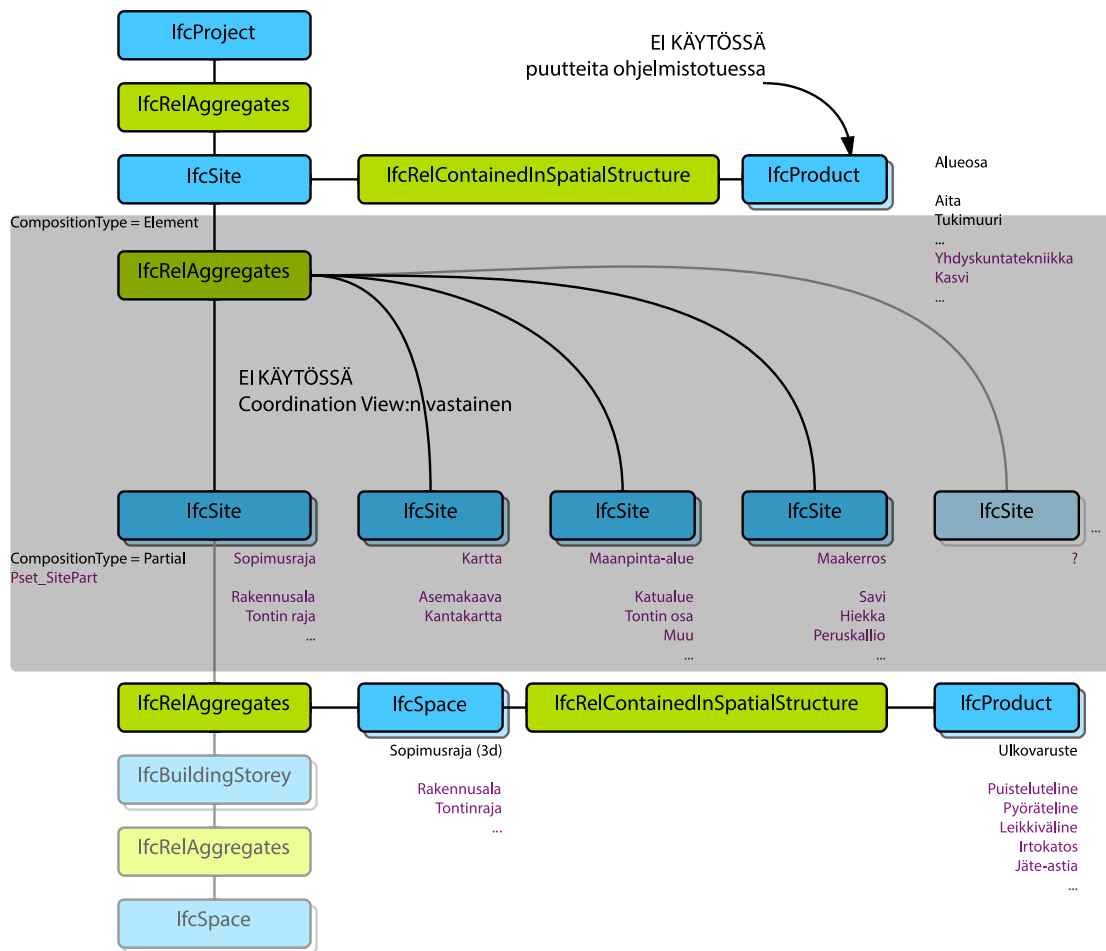 IfcProject
EI KÄYTÖSSÄ
puutteita ohjelmistotuessa
IfcRelAggregates
IfcSite
IfcRelContainedInSpatialStructure
IfcProduct
Alueosa
Aita
Tukimuuri
...
Yhdyskuntatekniikka
Kasvi
...
CompositionType = Element
IfcRelAggregates
EI KÄYTÖSSÄ
Coordination View:n vastainen
IfcSite
IfcSite
IfcSite
IfcSite
IfcSite
...
CompositionType = Partial
Pset_SitePart
Sopimusraja
Rakennusala
Tontin raja
...
Kartta
Asemakaava
Kantakartta
Maanpinta-alue
Katualue
Tontin osa
Muu
...
Maakerros
Savi
Hiekka
Peruskallio
...
?
IfcRelAggregates
IfcSpace
IfcRelContainedInSpatialStructure
IfcProduct
Sopimusraja (3d)
Rakennusala
Tontinraja
...
Ulkovaruste
Puisteluteline
Pyöräteline
Leikkiväline
Irtokatos
Jäte-astia
...
IfcBuildingStorey
IfcRelAggregates
IfcSpace